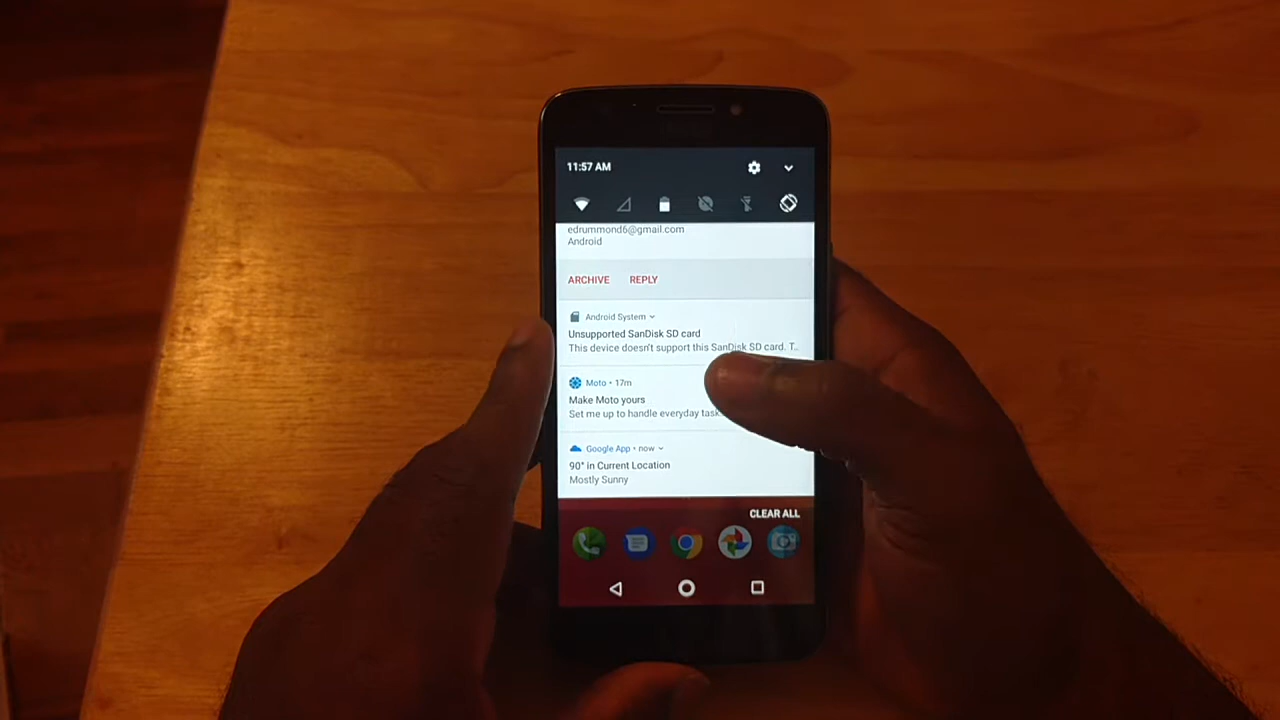 11:57 AM
edrummond6@gmail.com
Android
ARCHIVE REPLY
Android System
Unsupported SanDisk SD card
This device doesn't support this SanDisk SD card. T..
Moto • 17m
Make Moto yours
Set me up to handle everyday task
Google App • now
90° in Current Location
Mostly Sunny
CLEAR ALL